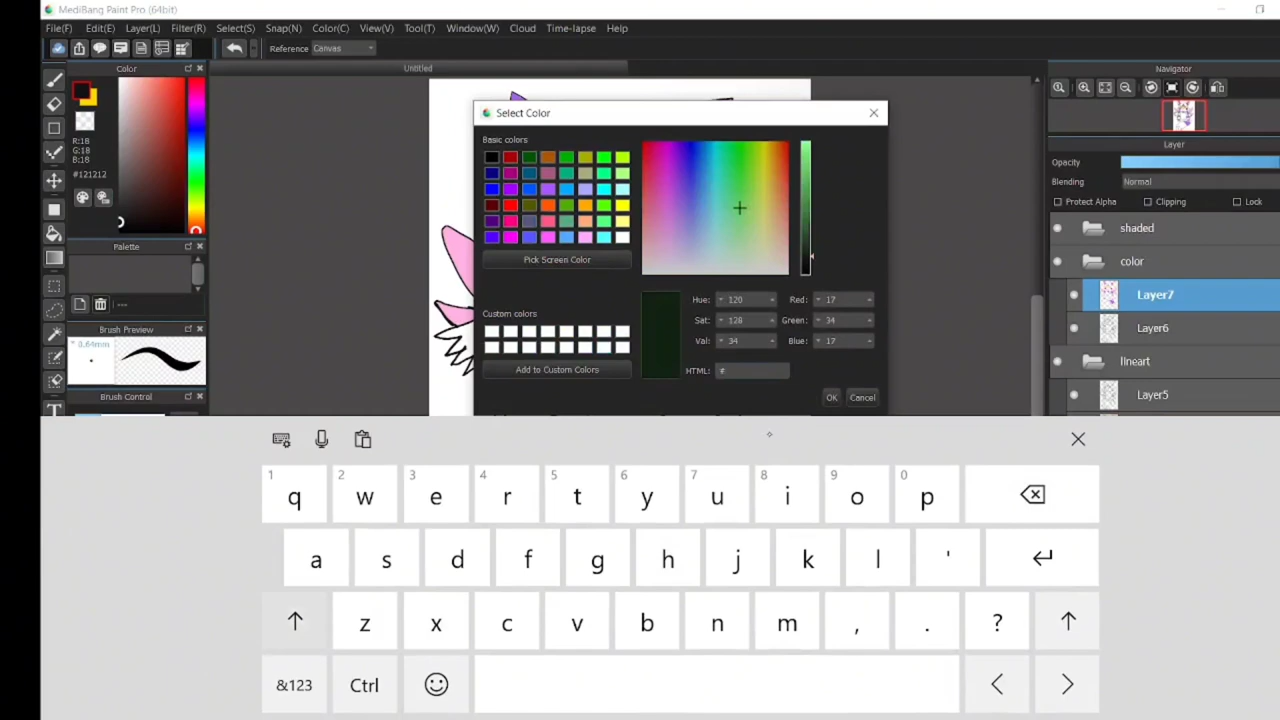 MediBang Paint Pro (64bit)
File(F) Edit(E) Layer(L) Filter(R) Select(S) Snap(N) Color(C) View(V) Tool(T) Window(W) Cloud Time-lapse Help
Reference Canvas
Color
Untitled
Navigator
Select Color
Basic colors
R:18
G:18
B:18
#121212
Layer
Opacity
Blending Normal
Protect Alpha Clipping Lock
shaded
Palette
Pick Screen Color
color
---
Layer7
Hue: 120 Red: 17
Custom colors
Sat: 128 Green: 34
Brush Preview
Layer6
0.64mm
Val: 34 Blue: 17
lineart
Add to Custom Colors
HTML: #
Brush Control
OK Cancel
Layer5
T
1 2 3 4 5 6 7 8 9 0
q w e r t y u i o p
a s d f g h j k l '
z x c v b n m , . ?
&123 Ctrl